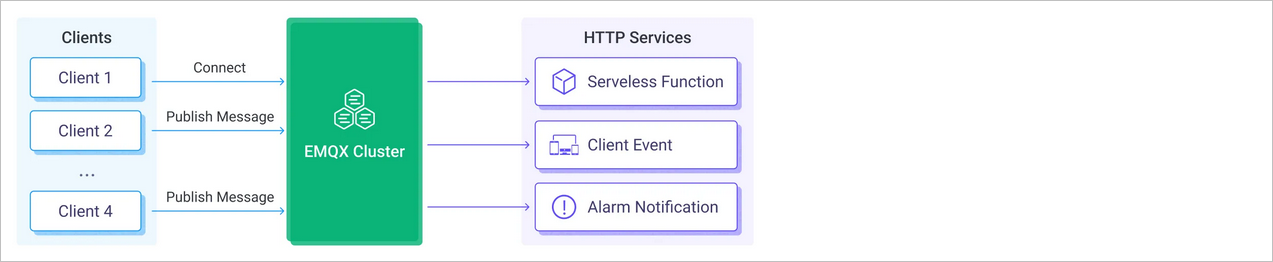 Clients
Client 1
Client 2
...
Client 4
Connect
Publish Message
Publish Message
EMQX Cluster
HTTP Services
Serveless Function
Client Event
Alarm Notification